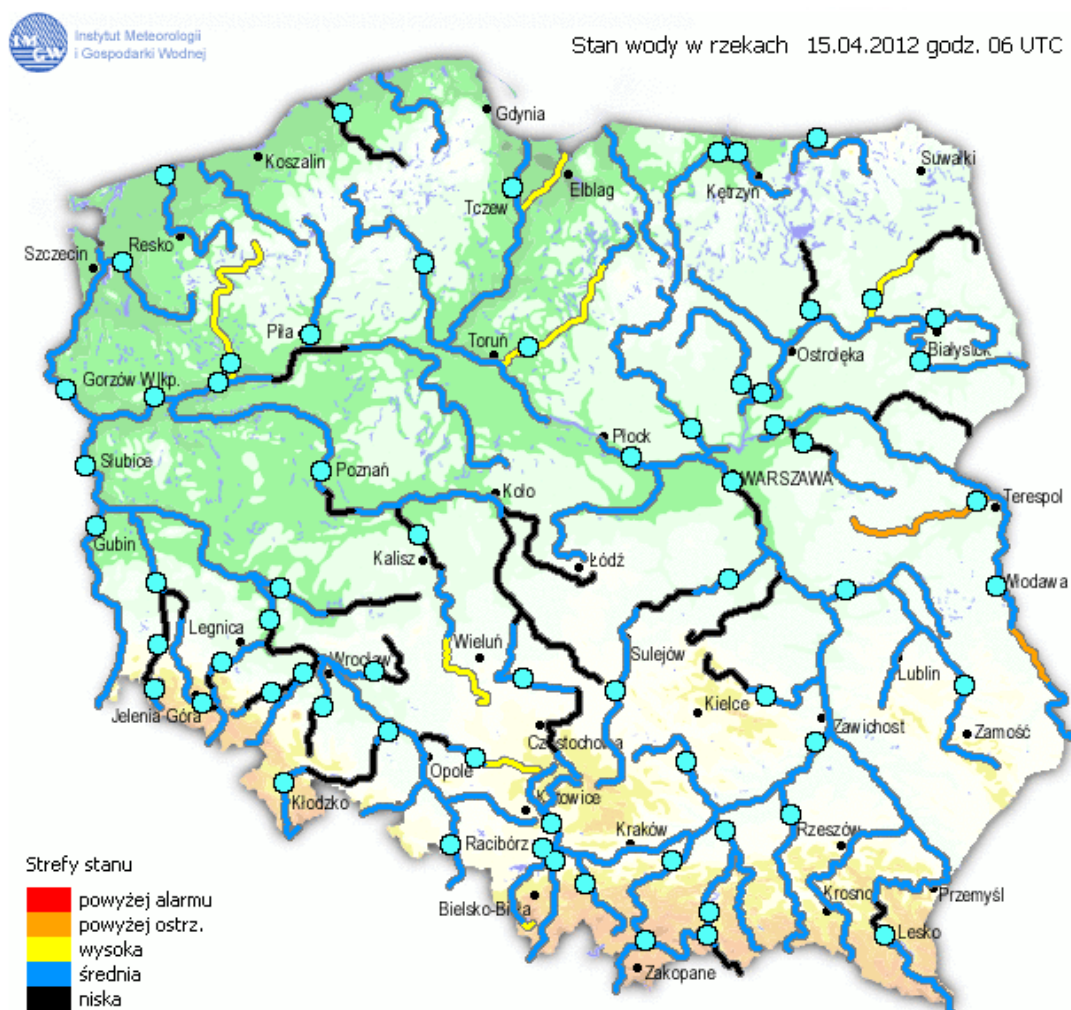 IM
GW
Instytut Meteorologii
i Gospodarki Wodnej
Stan wody w rzekach 15.04.2012 godz. 06 UTC
Gdynia
Koszalin
Suwałki
Elbląg
Kętrzyn
Tczew
Resko
Szczecin
Piła
Toruń
Ostrołęka
Białystok
Gorzów Wlkp.
Płock
Słubice
Poznań
WARSZAWA
Koło
Terespol
Gubin
Kalisz
Łódź
Włodawa
Legnica
Wieluń
Sulejów
Wrocław
Lublin
Jelenia Góra
Kielce
Zawichost
Zamość
Częstochowa
Opole
Katowice
Kłodzko
Racibórz
Kraków
Rzeszów
Strefy stanu
Przemyśl
powyżej alarmu
Bielsko-Biała
Krosno
powyżej ostrz.
Lesko
wysoka
Zakopane
średnia
niska